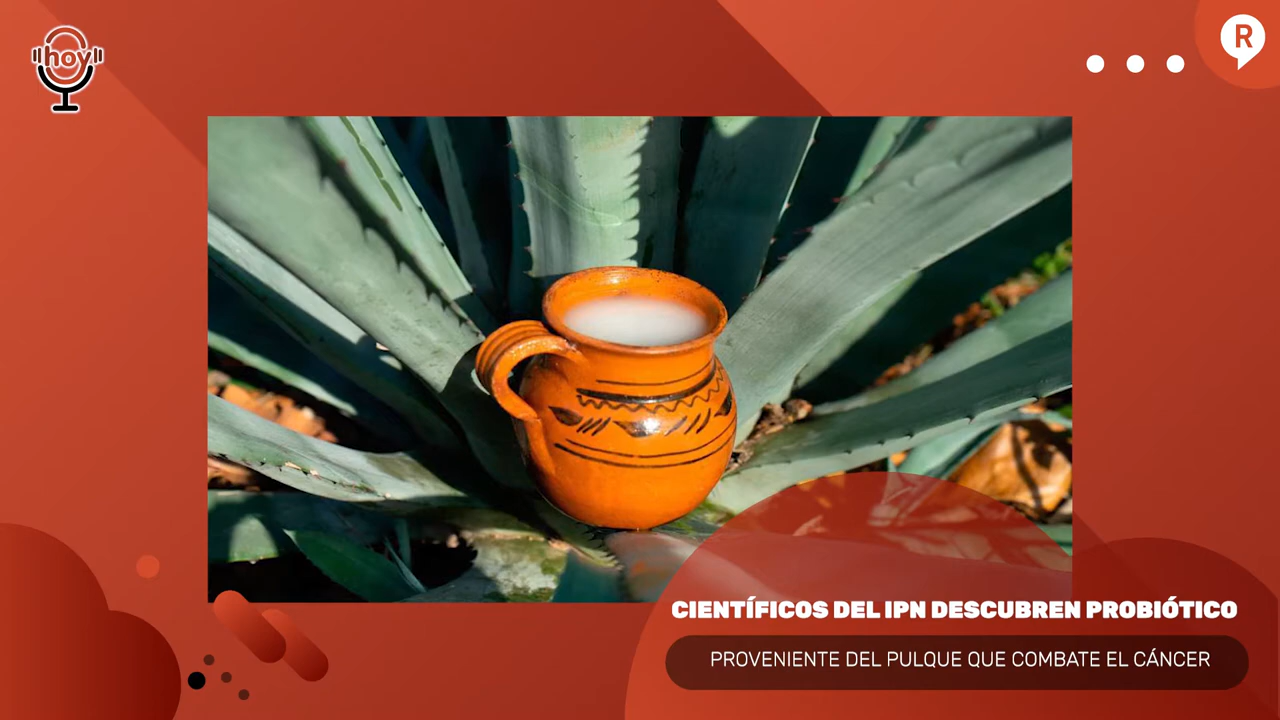 hoy
R
CIENTÍFICOS DEL IPN DESCUBREN PROBIÓTICO
PROVENIENTE DEL PULQUE QUE COMBATE EL CÁNCER